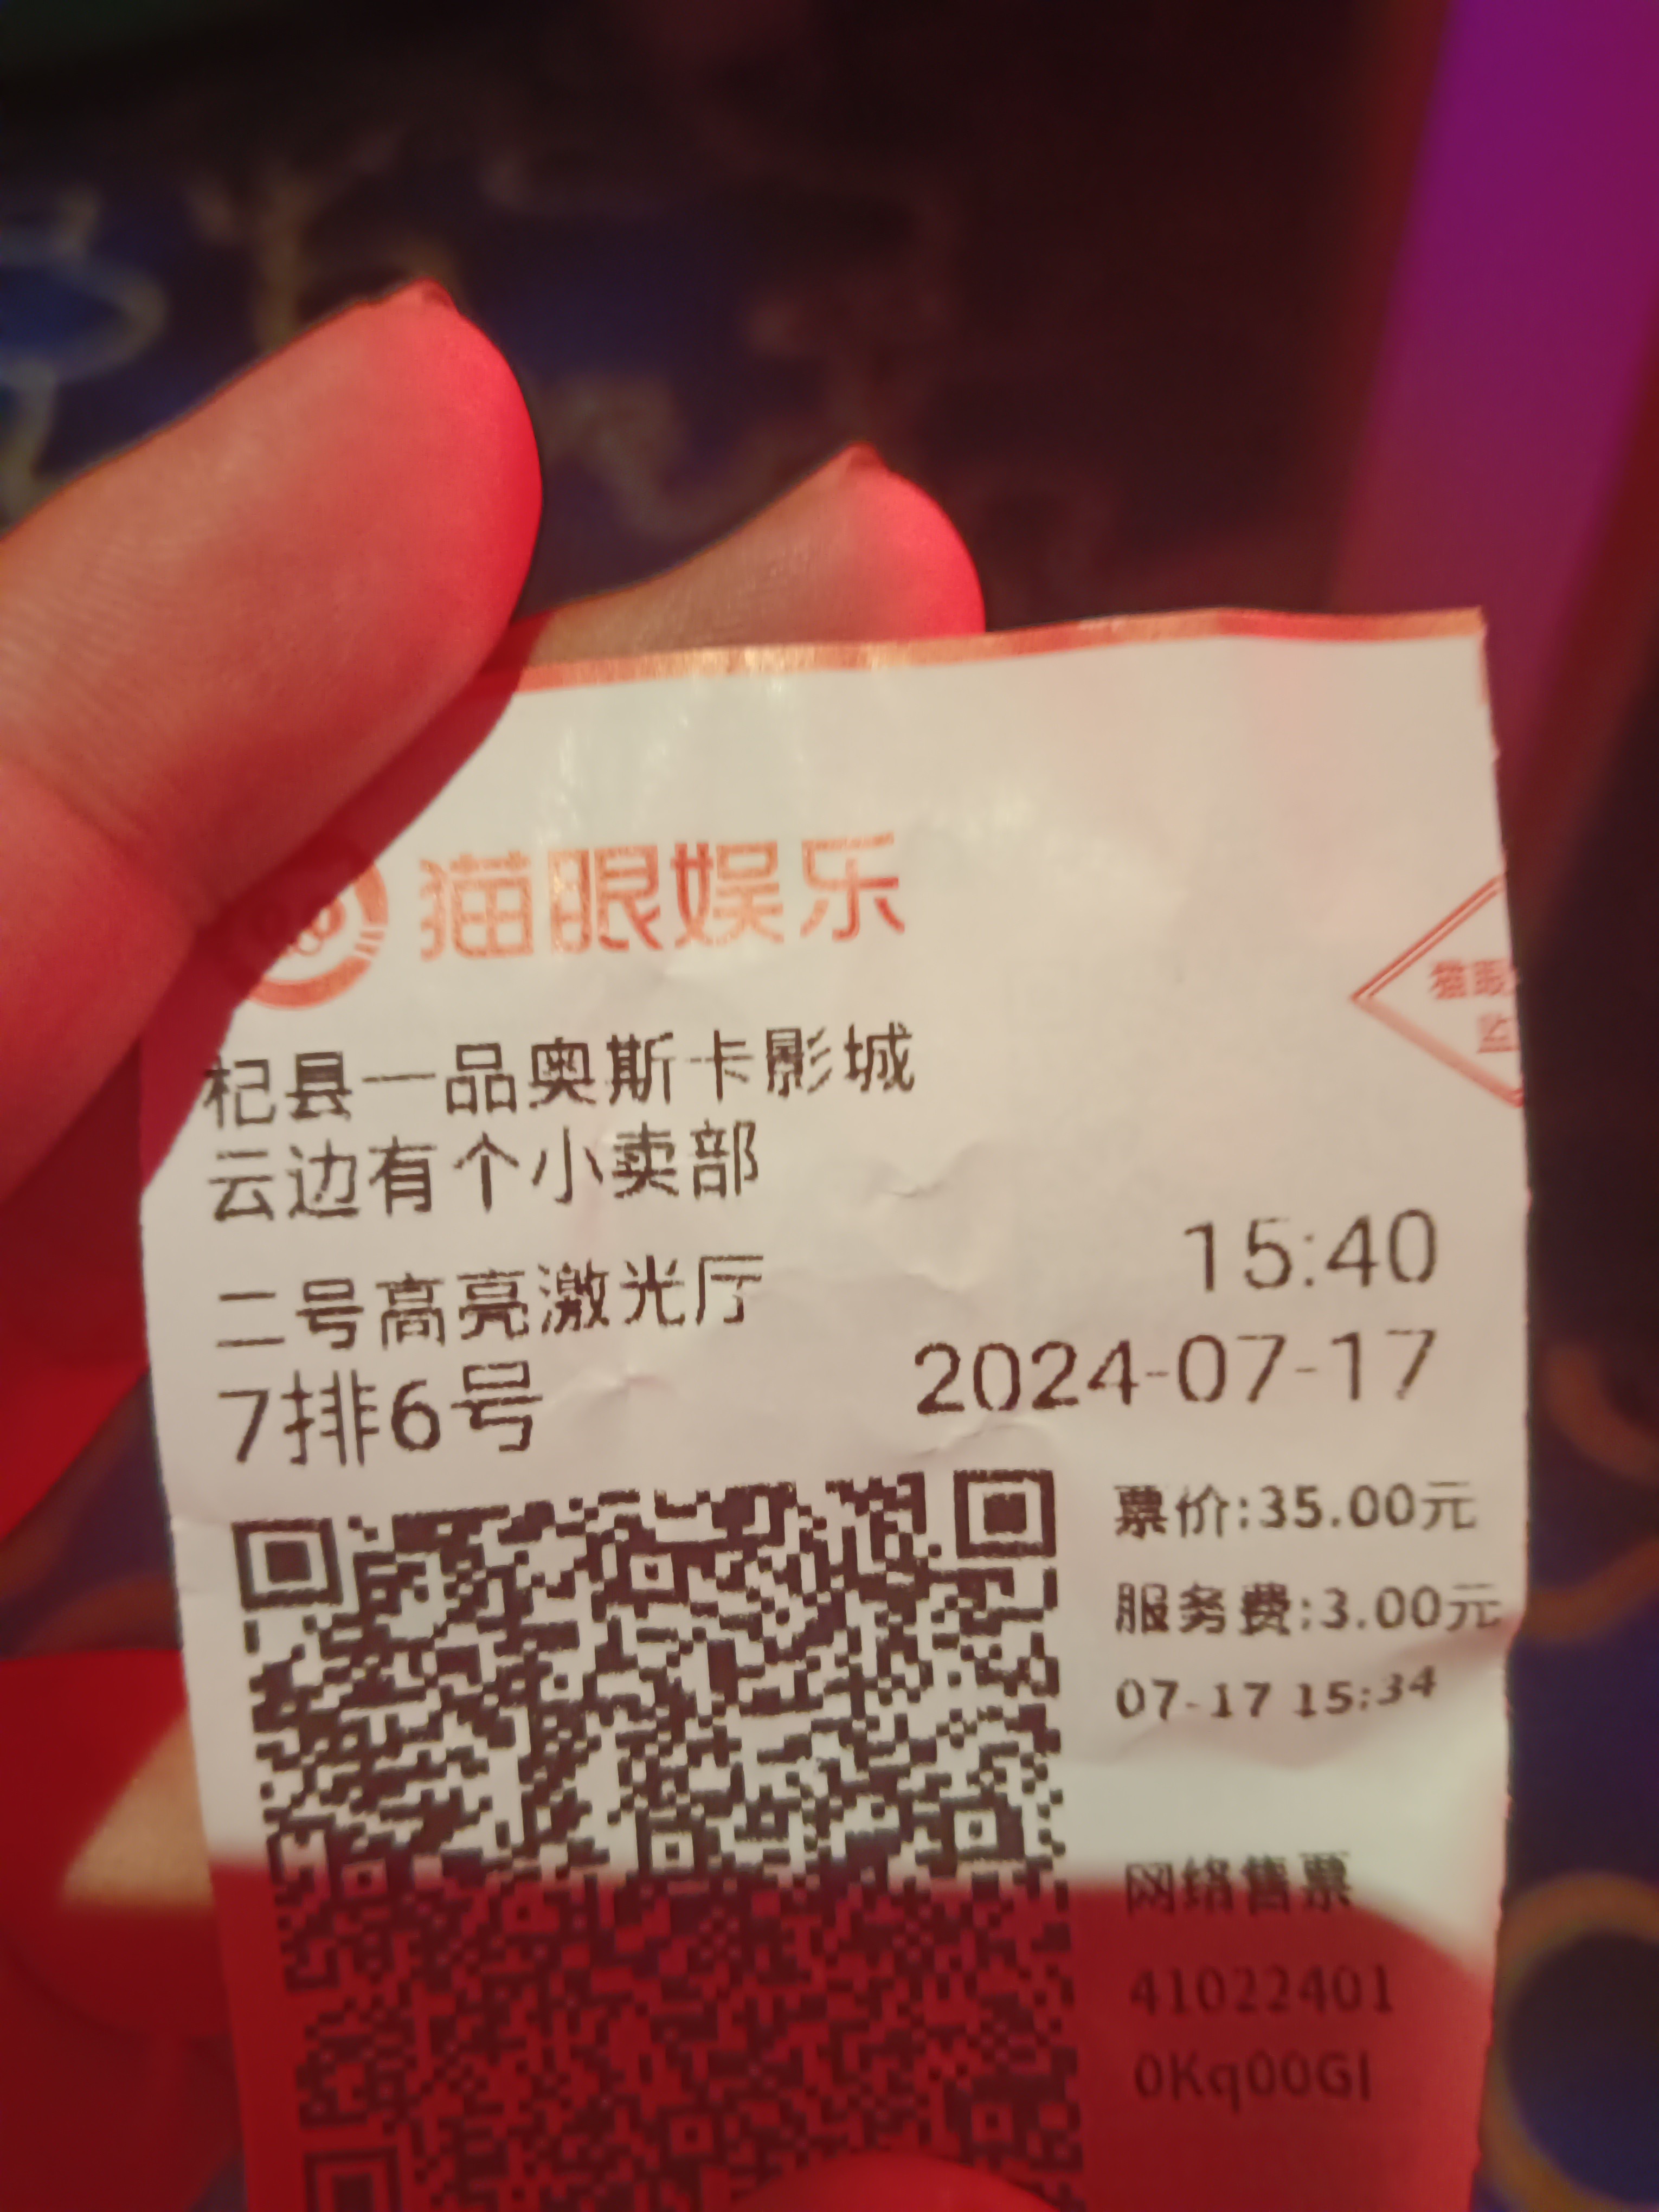 猫眼娱乐
猫眼
杞县一品奥斯卡影城
云边有个小卖部
15:40
二号高亮激光厅
2024-07-17
7排6号
票价:35.00元
服务费:3.00元
07-17 15:34
网络售票
41022401
0Kq00GI